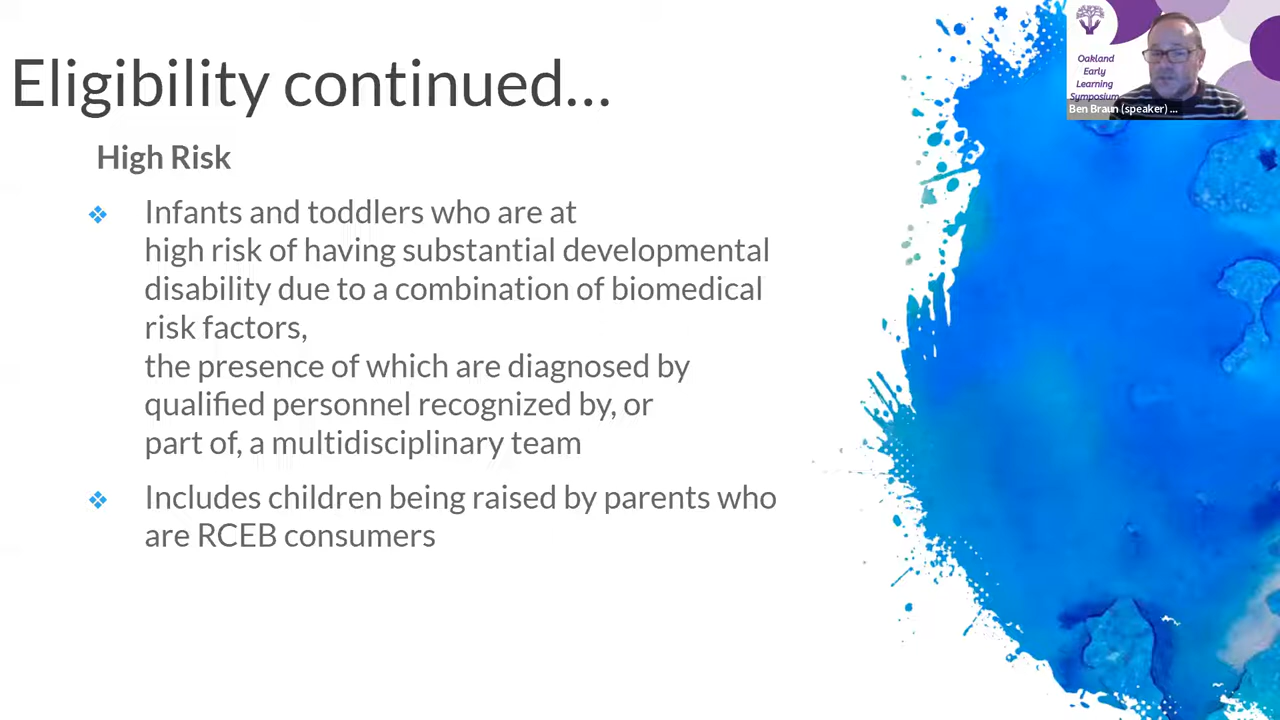 Eligibility continued...
High Risk
Infants and toddlers who are at
high risk of having substantial developmental
disability due to a combination of biomedical
risk factors,
the presence of which are diagnosed by
qualified personnel recognized by, or
part of, a multidisciplinary team
Includes children being raised by parents who
are RCEB consumers
Oakland
Early
Learning
Symposium
Ben Braun (speaker) ...